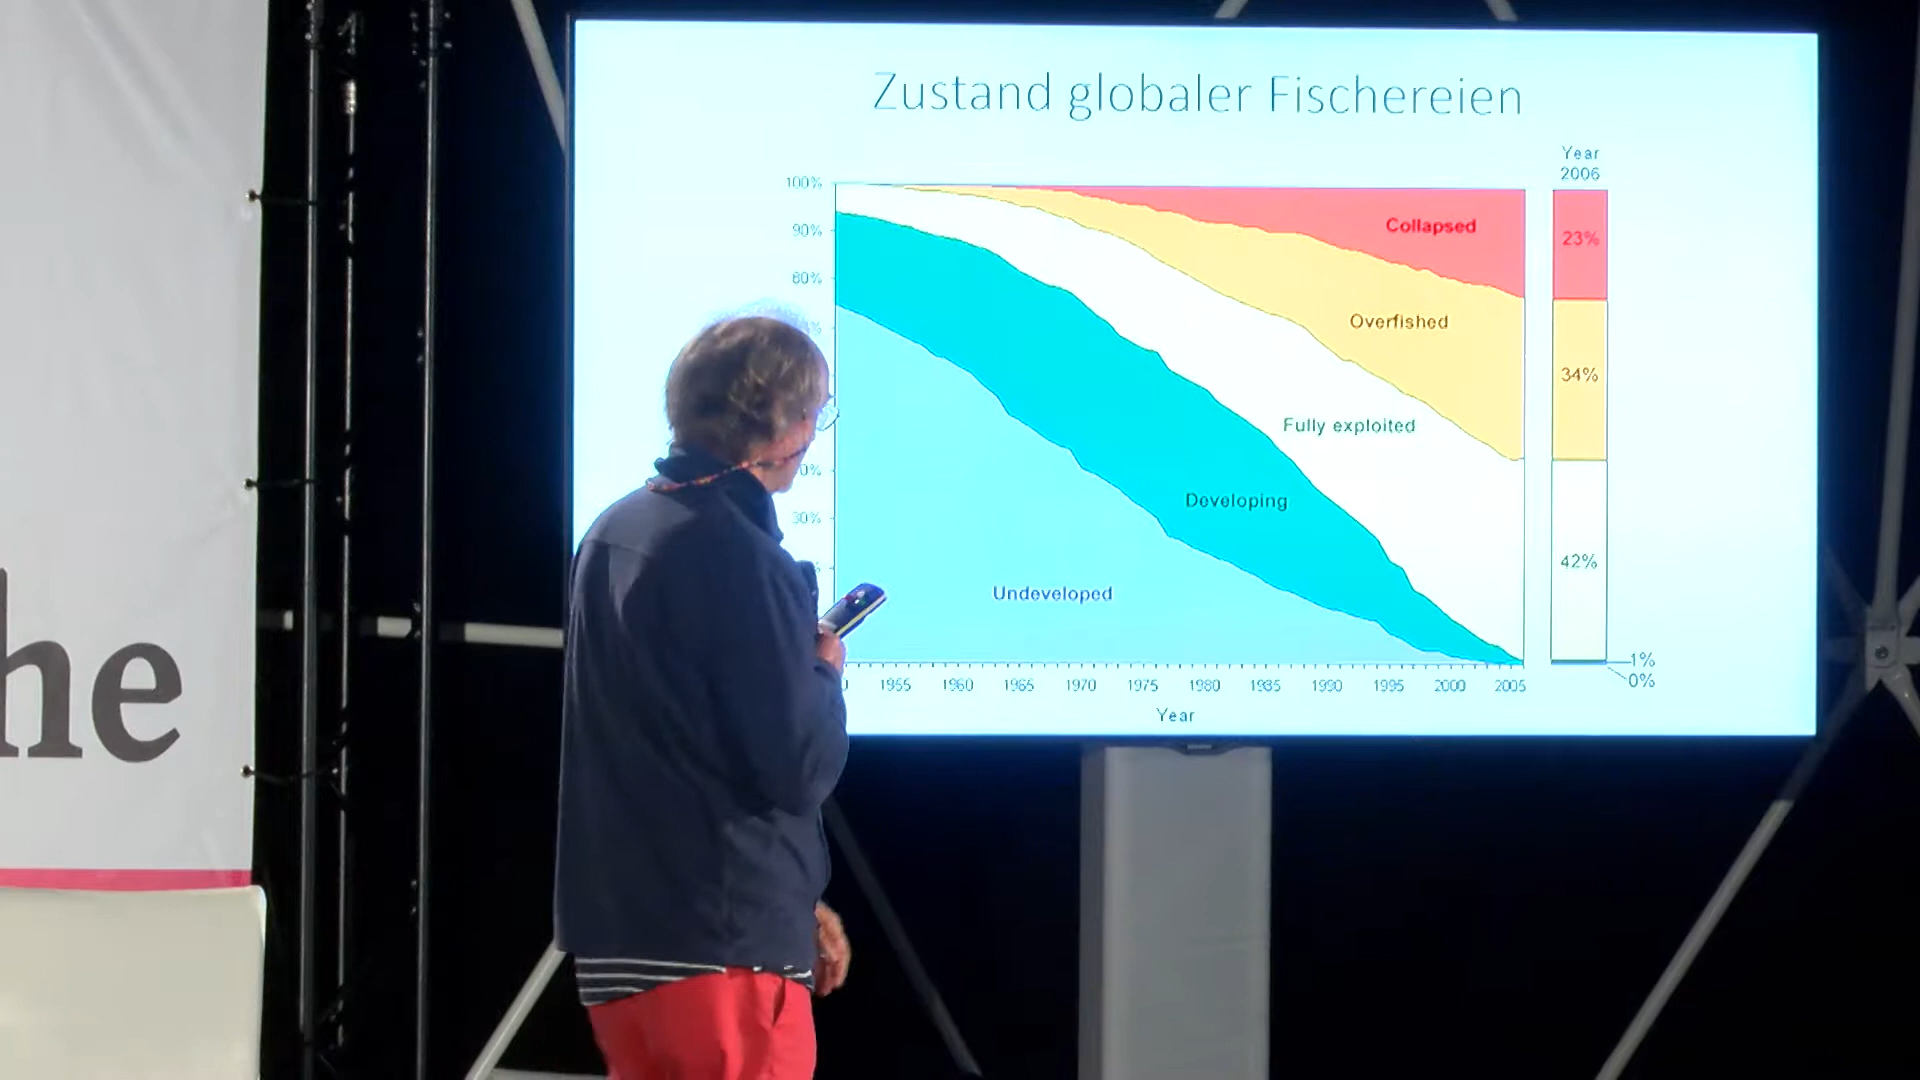 he
Zustand globaler Fischereien
Year
2006
100%
90%
80%
30%
Collapsed
Overfished
Fully exploited
Developing
Undeveloped
23%
34%
42%
1%
0%
1955 1960 1965 1970 1975 1980 1985 1990 1995 2000 2005
Year